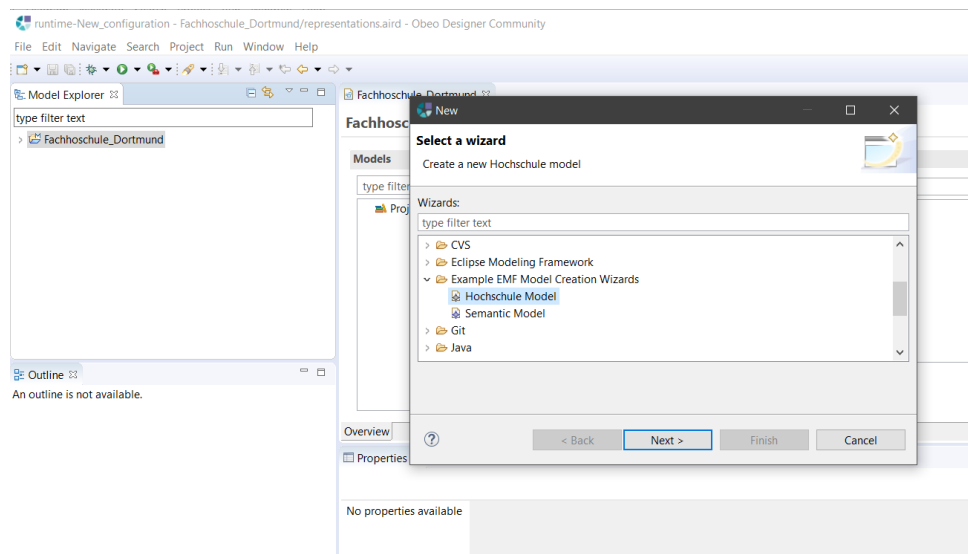 runtime-New_configuration - Fachhoschule_Dortmund/representations.aird - Obeo Designer Community
File Edit Navigate Search Project Run Window Help
Model Explorer
type filter text
Fachhoschule_Dortmund
Outline
An outline is not available.
Fachhoschule_Dortmund
Fachhosc
Models
type filter
Proj
Overview
Properties
No properties available
New
Select a wizard
Create a new Hochschule model
Wizards:
type filter text
CVS
Eclipse Modeling Framework
Example EMF Model Creation Wizards
Hochschule Model
Semantic Model
Git
Java
?
< Back Next > Finish Cancel